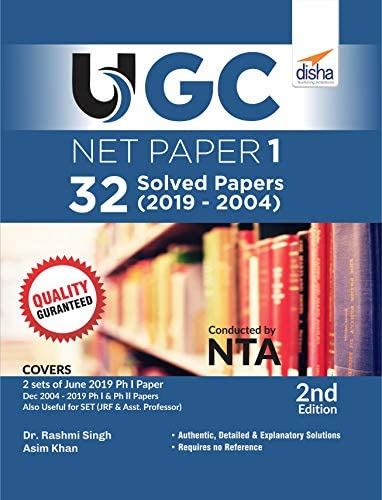 UGC
disha
Nurturing Ambitions
NET PAPER 1
32 Solved Papers
(2019 - 2004)
QUALITY
GURANTEED
Conducted by
NTA
COVERS
2 sets of June 2019 Ph I Paper
Dec 2004 - 2019 Ph I & Ph II Papers
Also Useful for SET (JRF & Asst. Professor)
2nd
Edition
Dr. Rashmi Singh
Asim Khan
• Authentic, Detailed & Explanatory Solutions
• Requires no Reference